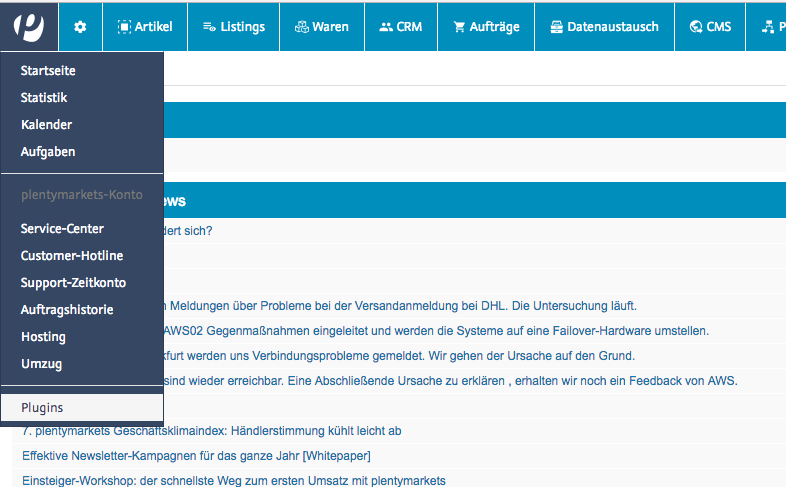 Artikel Listings Waren CRM Aufträge Datenaustausch CMS
Startseite
Statistik
Kalender
Aufgaben
plentymarkets-Konto
Service-Center
Customer-Hotline
Support-Zeitkonto
Auftragshistorie
Hosting
Umzug
Plugins
ews
dert sich?
Meldungen über Probleme bei der Versandanmeldung bei DHL. Die Untersuchung läuft.
AWS02 Gegenmaßnahmen eingeleitet und werden die Systeme auf eine Failover-Hardware umstellen.
kfurt werden uns Verbindungsprobleme gemeldet. Wir gehen der Ursache auf den Grund.
sind wieder erreichbar. Eine Abschließende Ursache zu erklären , erhalten wir noch ein Feedback von AWS.
7. plentymarkets Geschäftsklimaindex: Händlerstimmung kühlt leicht ab
Effektive Newsletter-Kampagnen für das ganze Jahr [Whitepaper]
Einsteiger-Workshop: der schnellste Weg zum ersten Umsatz mit plentymarkets